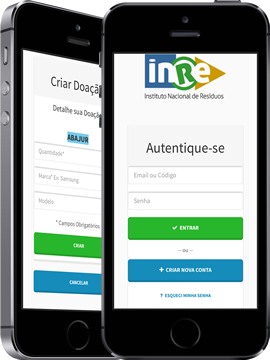 Criar Doaçã
Detalhe sua Doaçã
ABAJUR
Quantidade*
Marca* Ex: Samsung
Modelo
* Campos Obrigatórios
CRIAR
CANCELAR
inRe
Instituto Nacional de Resíduos
Autentique-se
Email ou Código
Senha
✓ ENTRAR
-- ou --
+ CRIAR NOVA CONTA
? ESQUECI MINHA SENHA